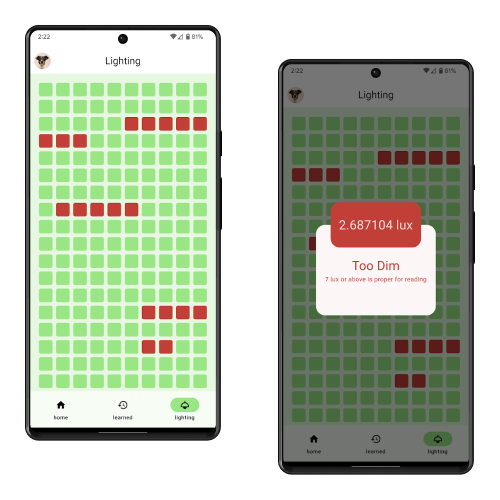 2:22
81%
Lighting
home
learned
lighting
2:22
81%
Lighting
2.687104 lux
Too Dim
7 lux or above is proper for reading
home
learned
lighting